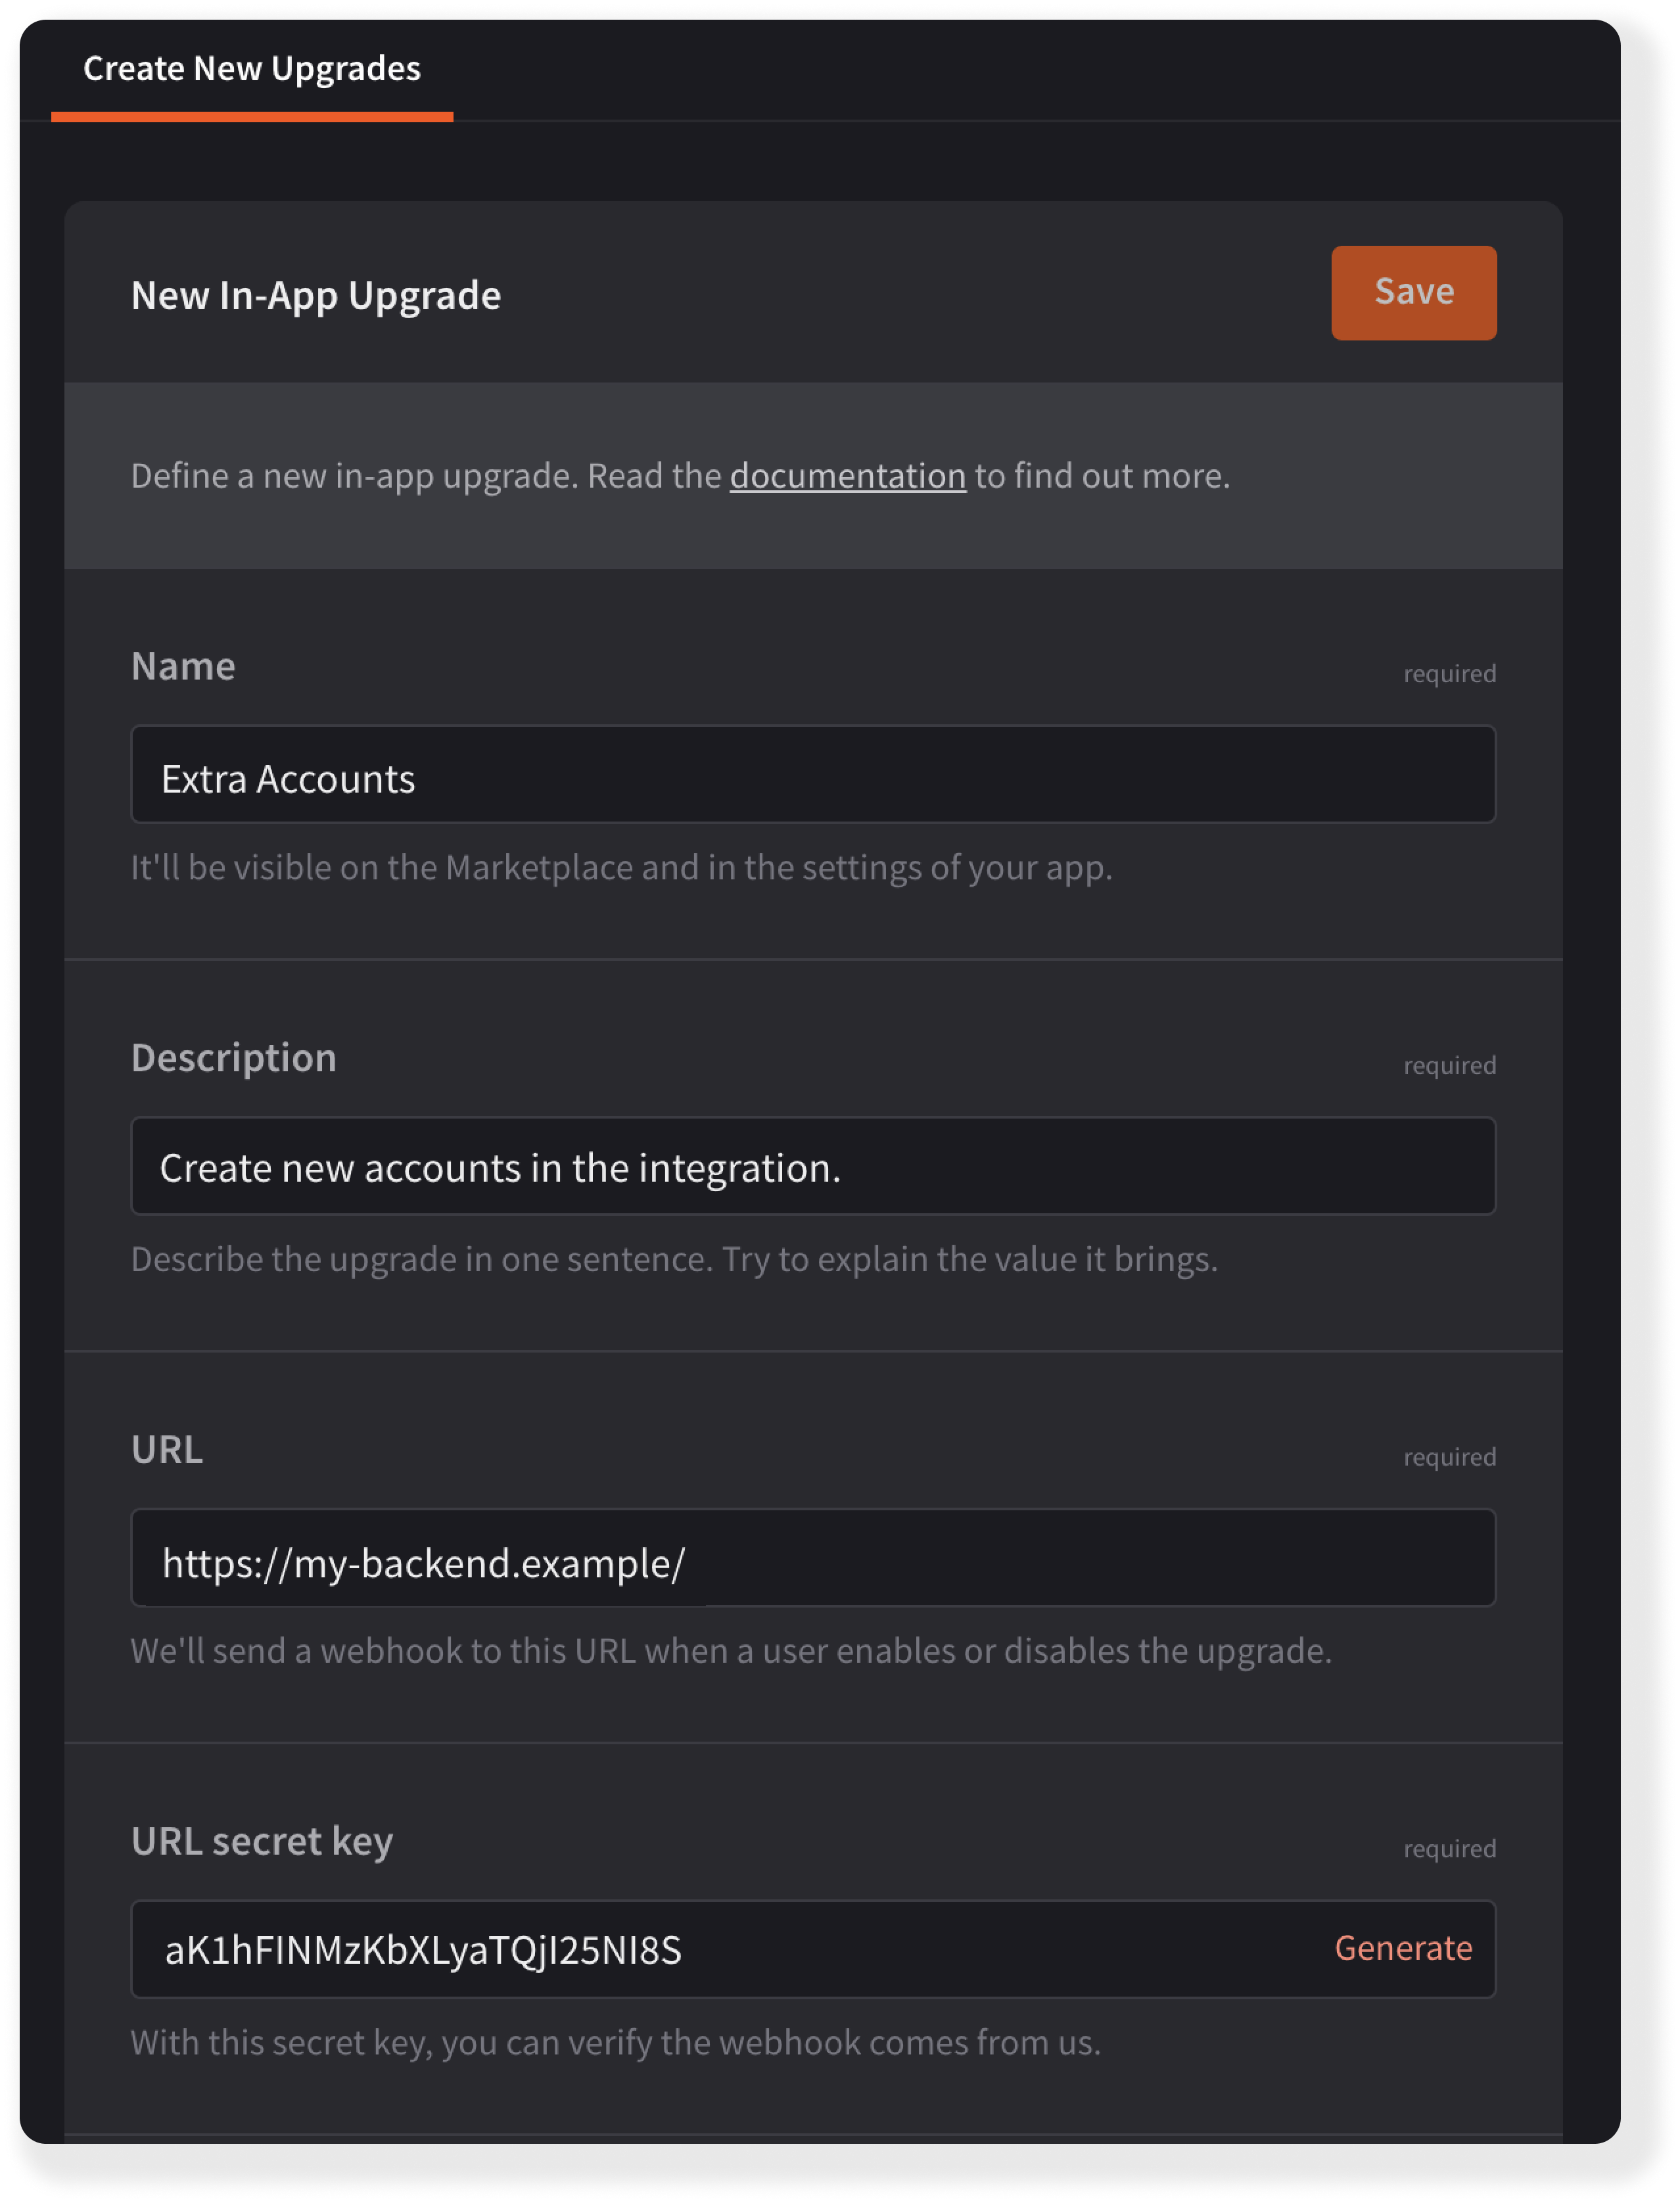 Create New Upgrades
New In-App Upgrade
Save
Define a new in-app upgrade. Read the documentation to find out more.
Name
required
Extra Accounts
It'll be visible on the Marketplace and in the settings of your app.
Description
required
Create new accounts in the integration.
Describe the upgrade in one sentence. Try to explain the value it brings.
URL
required
https://my-backend.example/
We'll send a webhook to this URL when a user enables or disables the upgrade.
URL secret key
required
aK1hFINMzKbXLyaTQjI25NI8S
Generate
With this secret key, you can verify the webhook comes from us.